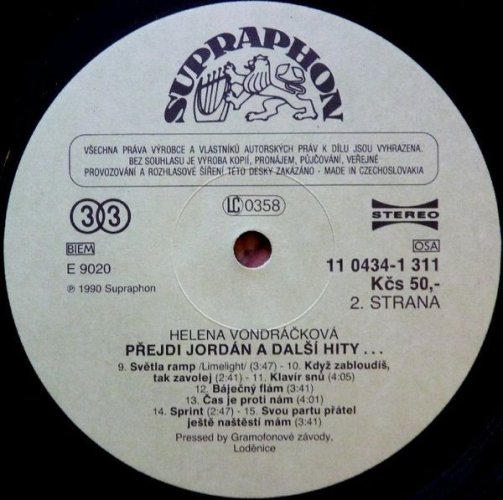 SUPRAPHON
VŠECHNA PRÁVA VÝROBCE A VLASTNÍKŮ AUTORSKÝCH PRÁV K DÍLU JSOU VYHRAZENA.
BEZ SOUHLASU JE VÝROBA KOPIÍ, PRONÁJEM, PŮJČOVÁNÍ, VEŘEJNÉ
PROVOZOVÁNÍ A ROZHLASOVÉ ŠÍŘENÍ TÉTO DESKY ZAKÁZÁNO - MADE IN CZECHOSLOVAKIA
33
LC 0358
STEREO
BIEM
OSA
E 9020
11 0434-1 311
Kčs 50,-
℗ 1990 Supraphon
2. STRANA
HELENA VONDRÁČKOVÁ
PŘEJDI JORDÁN A DALŠÍ HITY ...
9. Světla ramp /Limelight/ (3:47) - 10. Když zabloudíš,
tak zavolej (2:41) - 11. Klavír snů (4:05)
12. Báječný flám (3:41)
13. Čas je proti nám (4:01)
14. Sprint (2:47) - 15. Svou partu přátel
ještě naštěstí mám (3:41)
Pressed by Gramofonové závody,
Loděnice